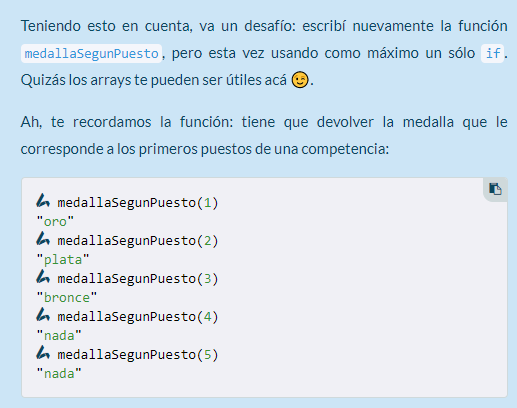 Teniendo esto en cuenta, va un desafío: escribí nuevamente la función
medallaSegunPuesto, pero esta vez usando como máximo un sólo if.
Quizás los arrays te pueden ser útiles acá 😉.
Ah, te recordamos la función: tiene que devolver la medalla que le
corresponde a los primeros puestos de una competencia:
medallaSegunPuesto(1)
"oro"
medallaSegunPuesto(2)
"plata"
medallaSegunPuesto(3)
"bronce"
medallaSegunPuesto(4)
"nada"
medallaSegunPuesto(5)
"nada"